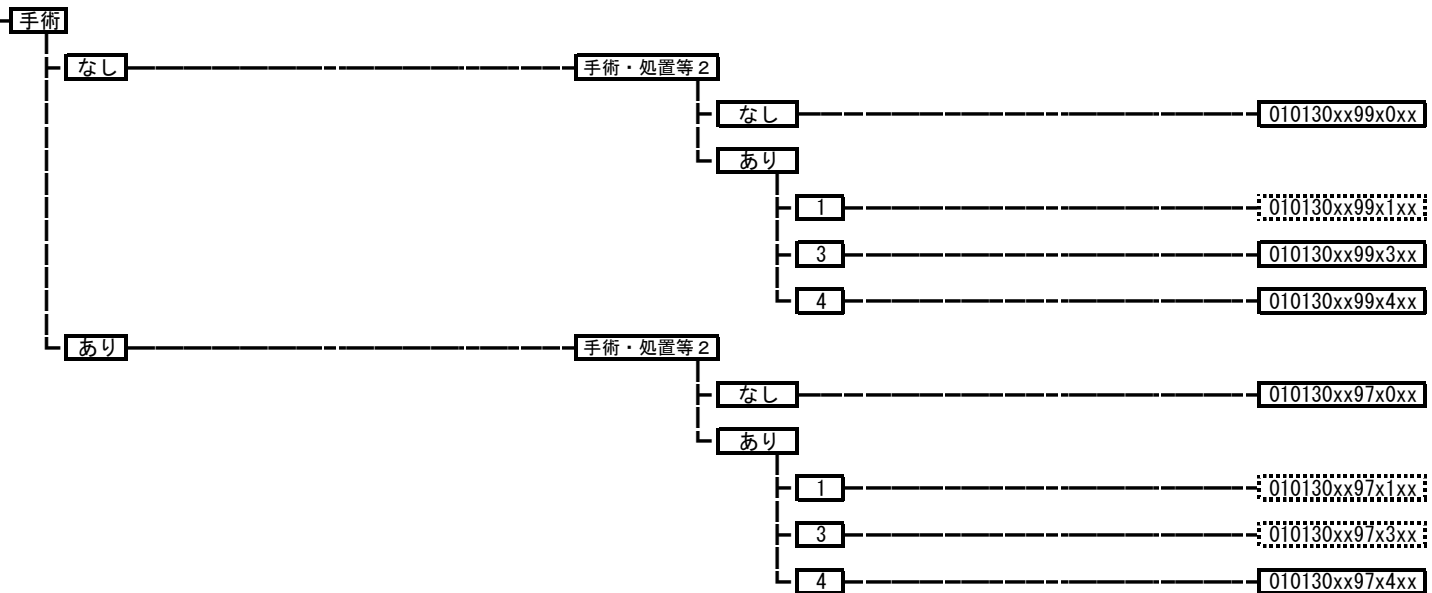 手術
なし 手術・処置等2
なし 010130xx99x0xx
あり
1 010130xx99x1xx
3 010130xx99x3xx
4 010130xx99x4xx
あり 手術・処置等2
なし 010130xx97x0xx
あり
1 010130xx97x1xx
3 010130xx97x3xx
4 010130xx97x4xx